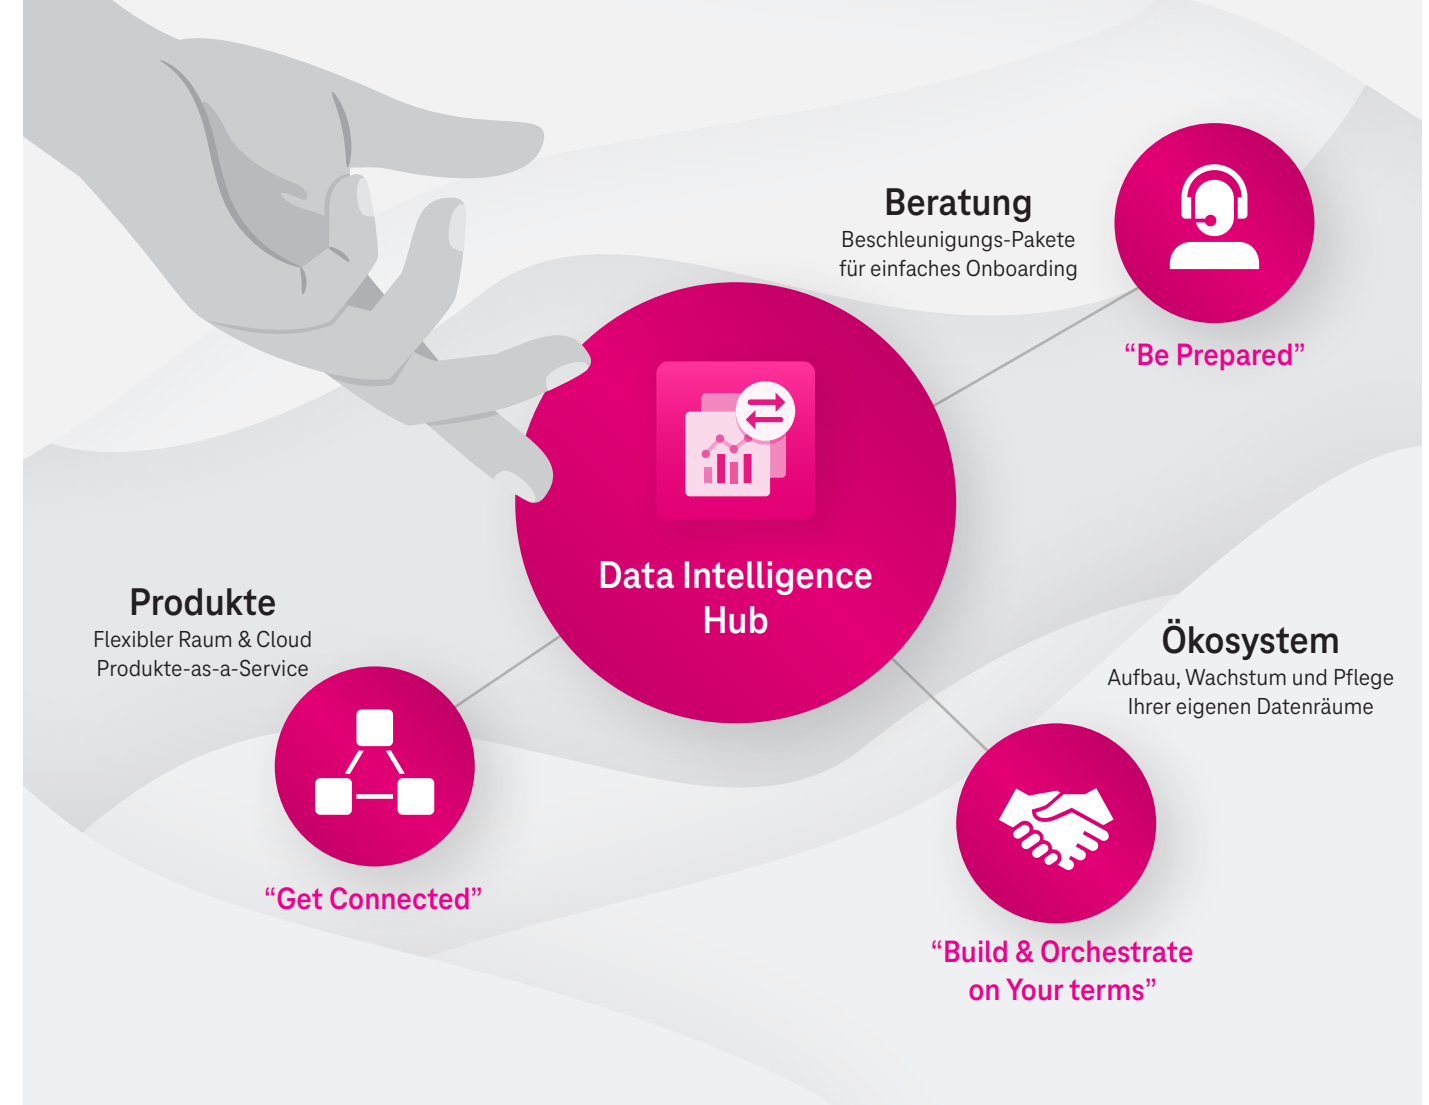 Beratung
Beschleunigungs-Pakete
für einfaches Onboarding
“Be Prepared”
Data Intelligence
Hub
Produkte
Flexibler Raum & Cloud
Produkte-as-a-Service
“Get Connected”
Ökosystem
Aufbau, Wachstum und Pflege
Ihrer eigenen Datenräume
“Build & Orchestrate
on Your terms”